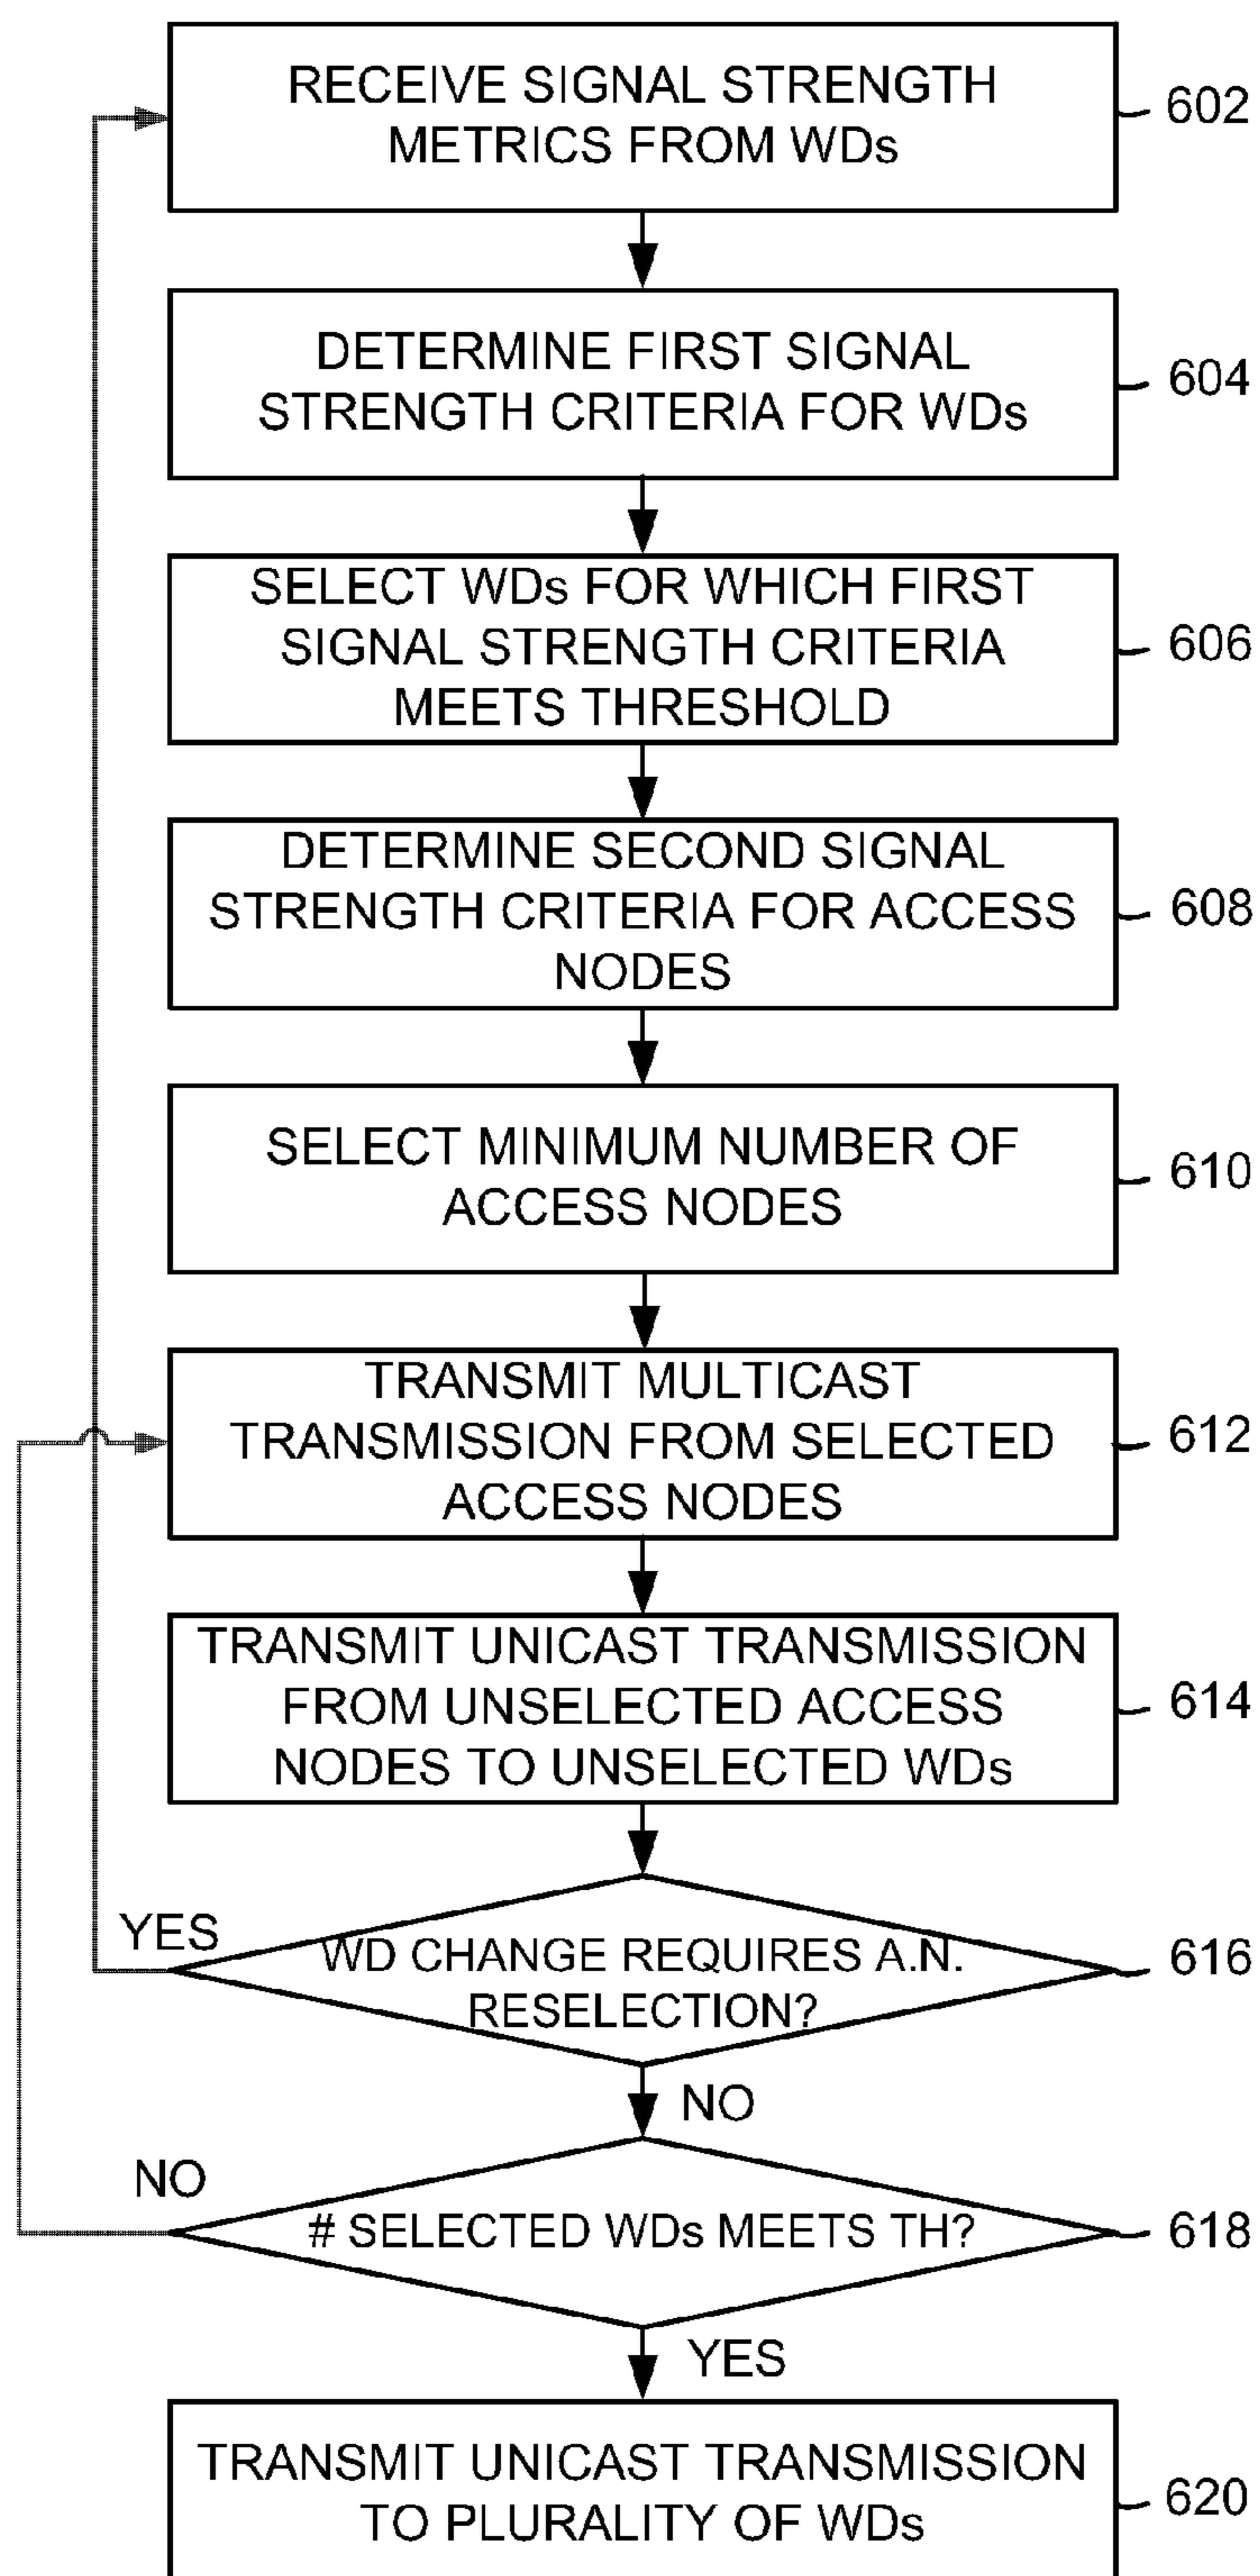 RECEIVE SIGNAL STRENGTH
METRICS FROM WDs
602
DETERMINE FIRST SIGNAL
STRENGTH CRITERIA FOR WDs
604
SELECT WDs FOR WHICH FIRST
SIGNAL STRENGTH CRITERIA
MEETS THRESHOLD
606
DETERMINE SECOND SIGNAL
STRENGTH CRITERIA FOR ACCESS
NODES
608
SELECT MINIMUM NUMBER OF
ACCESS NODES
610
TRANSMIT MULTICAST
TRANSMISSION FROM SELECTED
ACCESS NODES
612
TRANSMIT UNICAST TRANSMISSION
FROM UNSELECTED ACCESS
NODES TO UNSELECTED WDs
614
YES
WD CHANGE REQUIRES A.N.
RESELECTION?
616
NO
NO
# SELECTED WDs MEETS TH?
618
YES
TRANSMIT UNICAST TRANSMISSION
TO PLURALITY OF WDs
620